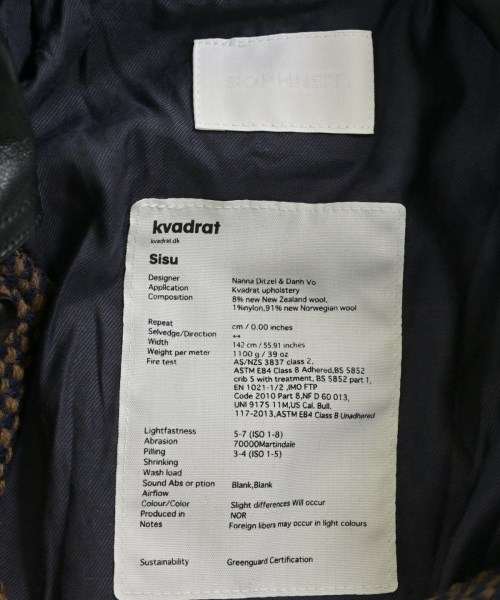 kvadrat
kvadrat.dk
Sisu
Designer Nanna Ditzel & Danh Vo
Application Kvadrat upholstery
Composition 8% new New Zealand wool,
1%nylon,91% new Norwegian wool
Repeat cm / 0.00 inches
Selvedge/Direction ↔
Width 142 cm / 55.91 inches
Weight per meter 1100 g / 39 oz
Fire test AS/NZS 3837 class 2,
ASTM E84 Class 8 Adhered,BS 5852
crib 5 with treatment, BS 5852 part 1,
EN 1021-1/2 ,IMO FTP
Code 2010 Part 8,NF D 60 013,
UNI 9175 11M,US Cal. Bull.
117-2013,ASTM E84 Class B Unadhered
Lightfastness 5-7 (ISO 1-8)
Abrasion 70000Martindale
Pilling 3-4 (ISO 1-5)
Shrinking
Wash load
Sound Abs or ption Blank,Blank
Airflow
Colour/Color Slight differences Will occur
Produced in NOR
Notes Foreign libers may occur in light colours
Sustainability Greenguard Certification